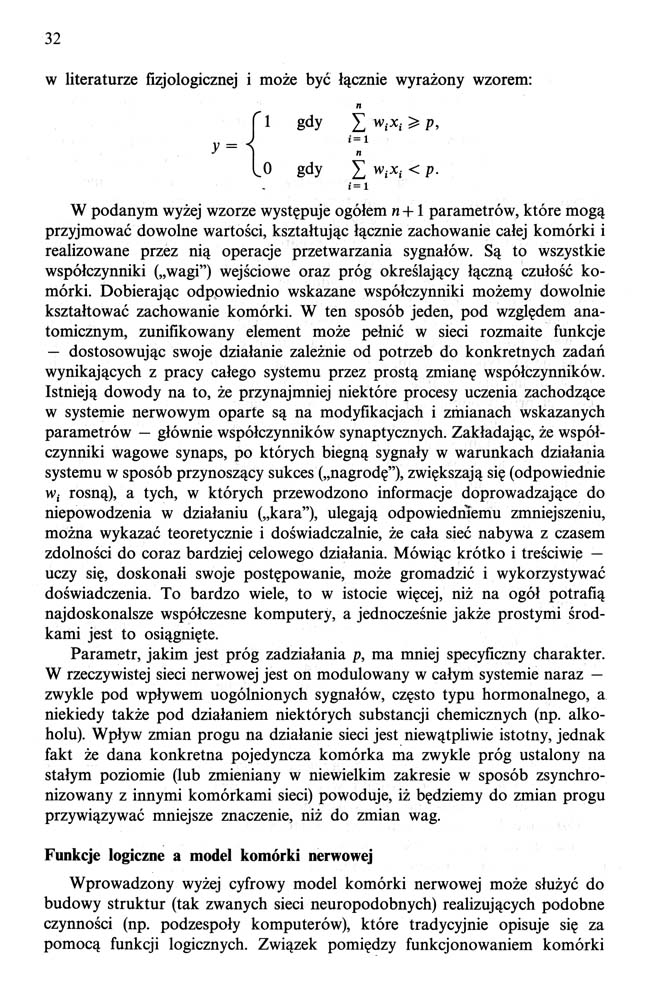 32
w literaturze fizjologicznej i może być łącznie wyrażony wzorem:
y = { 1 gdy \sum_{i=1}^{n} w_i x_i ⩾ p,
0 gdy \sum_{i=1}^{n} w_i x_i < p.
W podanym wyżej wzorze występuje ogółem n + 1 parametrów, które mogą
przyjmować dowolne wartości, kształtując łącznie zachowanie całej komórki i
realizowane przez nią operacje przetwarzania sygnałów. Są to wszystkie
współczynniki („wagi”) wejściowe oraz próg określający łączną czułość ko-
mórki. Dobierając odpowiednio wskazane współczynniki możemy dowolnie
kształtować zachowanie komórki. W ten sposób jeden, pod względem ana-
tomicznym, zunifikowany element może pełnić w sieci rozmaite funkcje
— dostosowując swoje działanie zależnie od potrzeb do konkretnych zadań
wynikających z pracy całego systemu przez prostą zmianę współczynników.
Istnieją dowody na to, że przynajmniej niektóre procesy uczenia zachodzące
w systemie nerwowym oparte są na modyfikacjach i zmianach wskazanych
parametrów — głównie współczynników synaptycznych. Zakładając, że współ-
czynniki wagowe synaps, po których biegną sygnały w warunkach działania
systemu w sposób przynoszący sukces („nagrodę”), zwiększają się (odpowiednie
w_i rosną), a tych, w których przewodzono informacje doprowadzające do
niepowodzenia w działaniu („kara”), ulegają odpowiedniemu zmniejszeniu,
można wykazać teoretycznie i doświadczalnie, że cała sieć nabywa z czasem
zdolności do coraz bardziej celowego działania. Mówiąc krótko i treściwie —
uczy się, doskonali swoje postępowanie, może gromadzić i wykorzystywać
doświadczenia. To bardzo wiele, to w istocie więcej, niż na ogół potrafią
najdoskonalsze współczesne komputery, a jednocześnie jakże prostymi środ-
kami jest to osiągnięte.
Parametr, jakim jest próg zadziałania p, ma mniej specyficzny charakter.
W rzeczywistej sieci nerwowej jest on modulowany w całym systemie naraz —
zwykle pod wpływem uogólnionych sygnałów, często typu hormonalnego, a
niekiedy także pod działaniem niektórych substancji chemicznych (np. alko-
holu). Wpływ zmian progu na działanie sieci jest niewątpliwie istotny, jednak
fakt że dana konkretna pojedyncza komórka ma zwykle próg ustalony na
stałym poziomie (lub zmieniany w niewielkim zakresie w sposób zsynchro-
nizowany z innymi komórkami sieci) powoduje, iż będziemy do zmian progu
przywiązywać mniejsze znaczenie, niż do zmian wag.
Funkcje logiczne a model komórki nerwowej
Wprowadzony wyżej cyfrowy model komórki nerwowej może służyć do
budowy struktur (tak zwanych sieci neuropodobnych) realizujących podobne
czynności (np. podzespoły komputerów), które tradycyjnie opisuje się za
pomocą funkcji logicznych. Związek pomiędzy funkcjonowaniem komórki